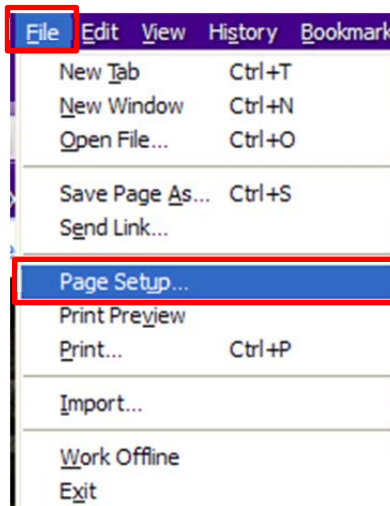 File Edit View History Bookmark
New Tab Ctrl+T
New Window Ctrl+N
Open File... Ctrl+O
Save Page As... Ctrl+S
Send Link...
Page Setup...
Print Preview
Print... Ctrl+P
Import...
Work Offline
Exit